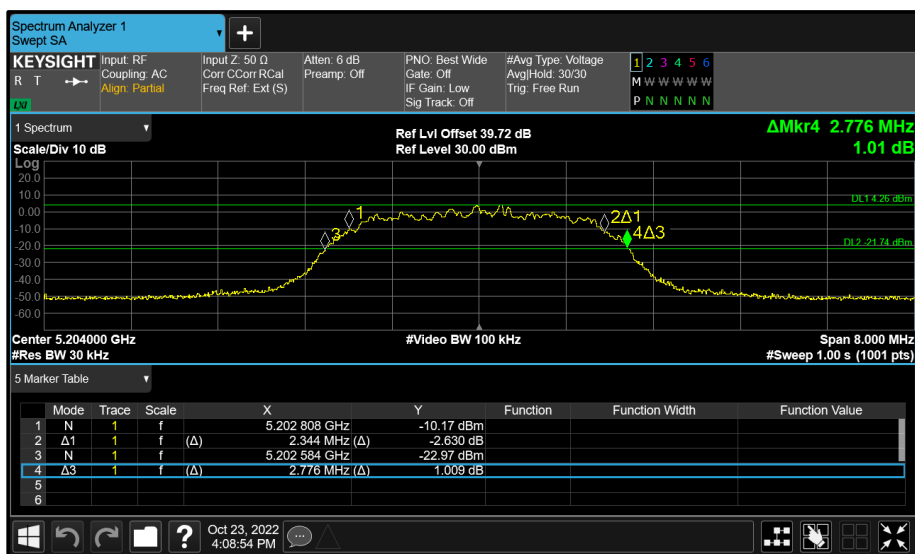 Spectrum Analyzer 1
Swept SA
▼
+
KEYSIGHT
R T
LXI
Input: RF
Coupling: AC
Align: Partial
Input Z: 50 Ω
Corr CCorr RCal
Freq Ref: Ext (S)
Atten: 6 dB
Preamp: Off
PNO: Best Wide
Gate: Off
IF Gain: Low
Sig Track: Off
#Avg Type: Voltage
Avg|Hold: 30/30
Trig: Free Run
1 2 3 4 5 6
M W W W W W
P N N N N N
1 Spectrum ▼
Scale/Div 10 dB
Ref Lvl Offset 39.72 dB
Ref Level 30.00 dBm
ΔMkr4 2.776 MHz
1.01 dB
Log
20.0
10.0
0.00
-10.0
-20.0
-30.0
-40.0
-50.0
-60.0
DL1 4.26 dBm
1
2Δ1
3
4Δ3
DL2 -21.74 dBm
Center 5.204000 GHz
#Video BW 100 kHz
Span 8.000 MHz
#Res BW 30 kHz
#Sweep 1.00 s (1001 pts)
5 Marker Table ▼
Mode Trace Scale X Y Function Function Width Function Value
1 N 1 f 5.202 808 GHz -10.17 dBm
2 Δ1 1 f (Δ) 2.344 MHz (Δ) -2.630 dB
3 N 1 f 5.202 584 GHz -22.97 dBm
4 Δ3 1 f (Δ) 2.776 MHz (Δ) 1.009 dB
5
6
?
Oct 23, 2022
4:08:54 PM